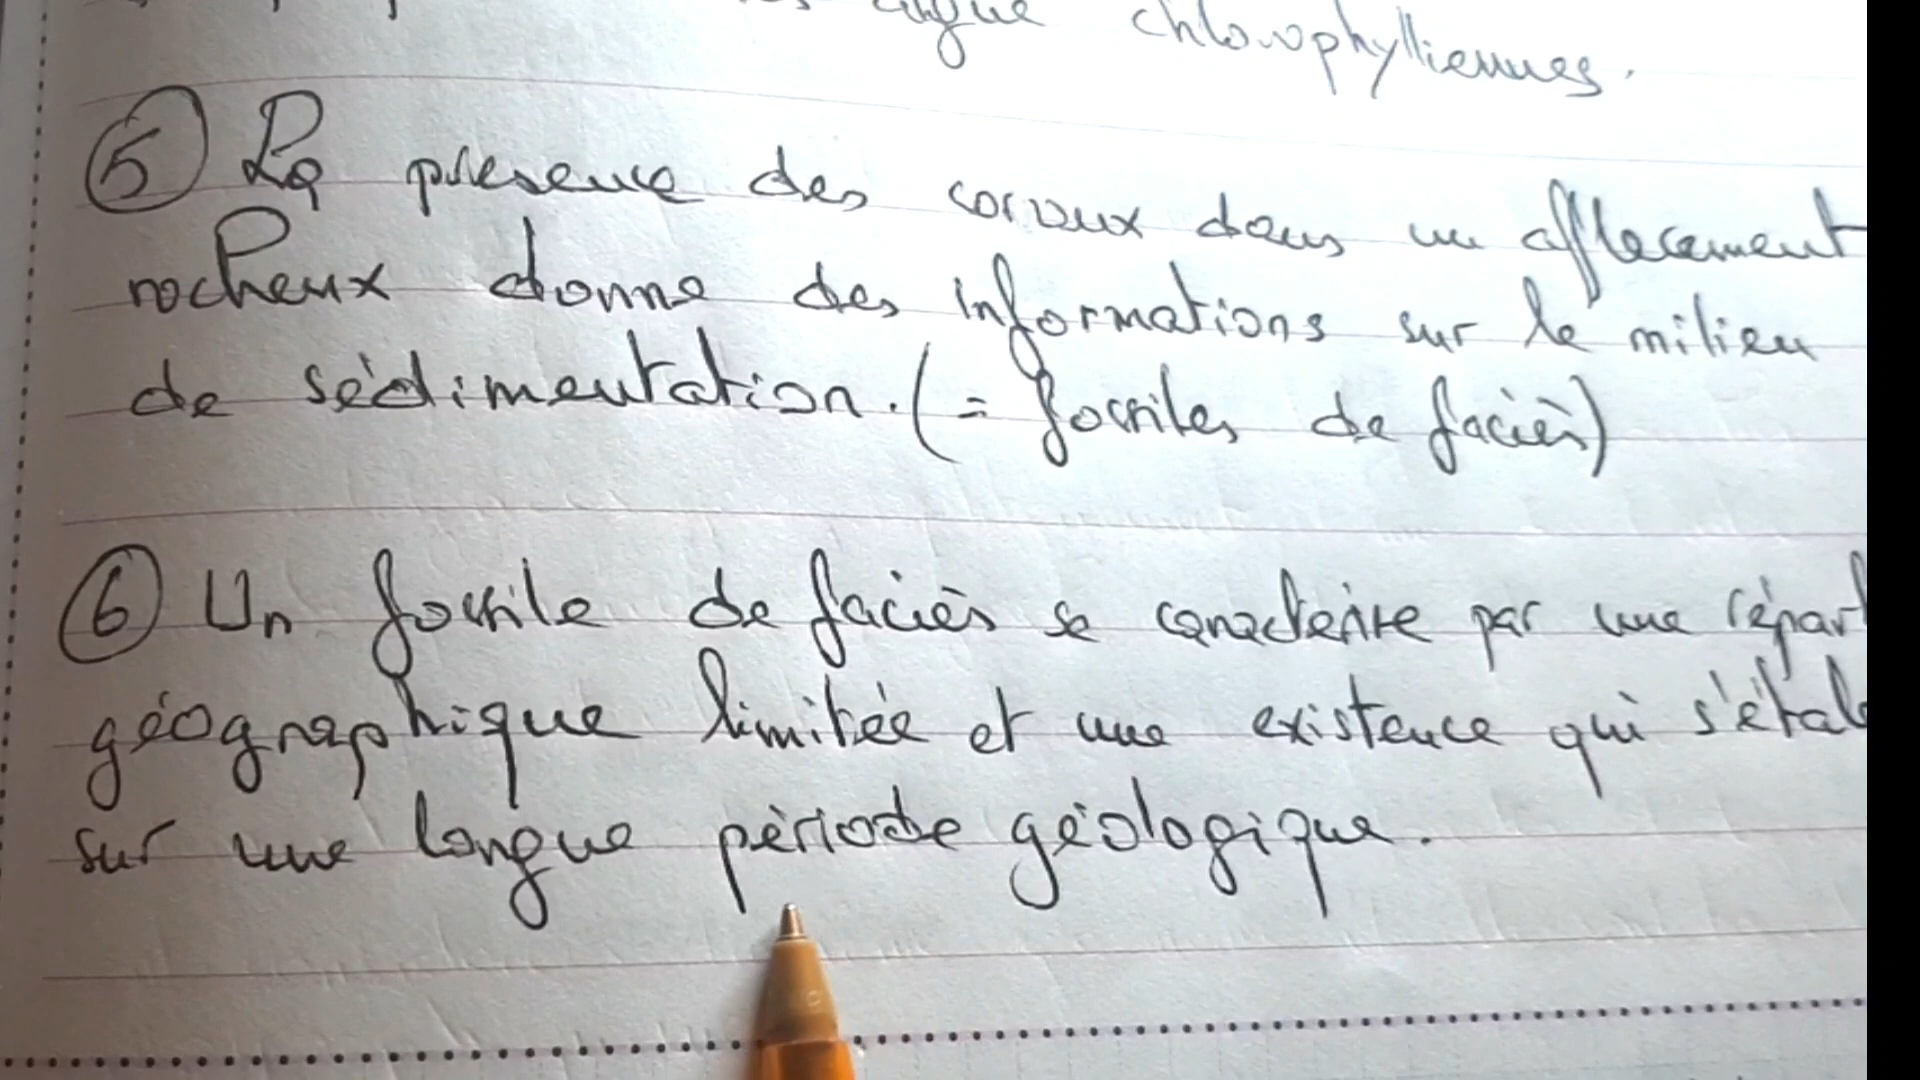 algue chlorophylliennes.
⑤ La présence des coraux dans un affleurement
rocheux donne des informations sur le milieu
de sédimentation. (= fossiles de faciès)
⑥ Un fossile de faciès se caractérise par une répart
géographique limitée et une existence qui s'étale
sur une longue période géologique.